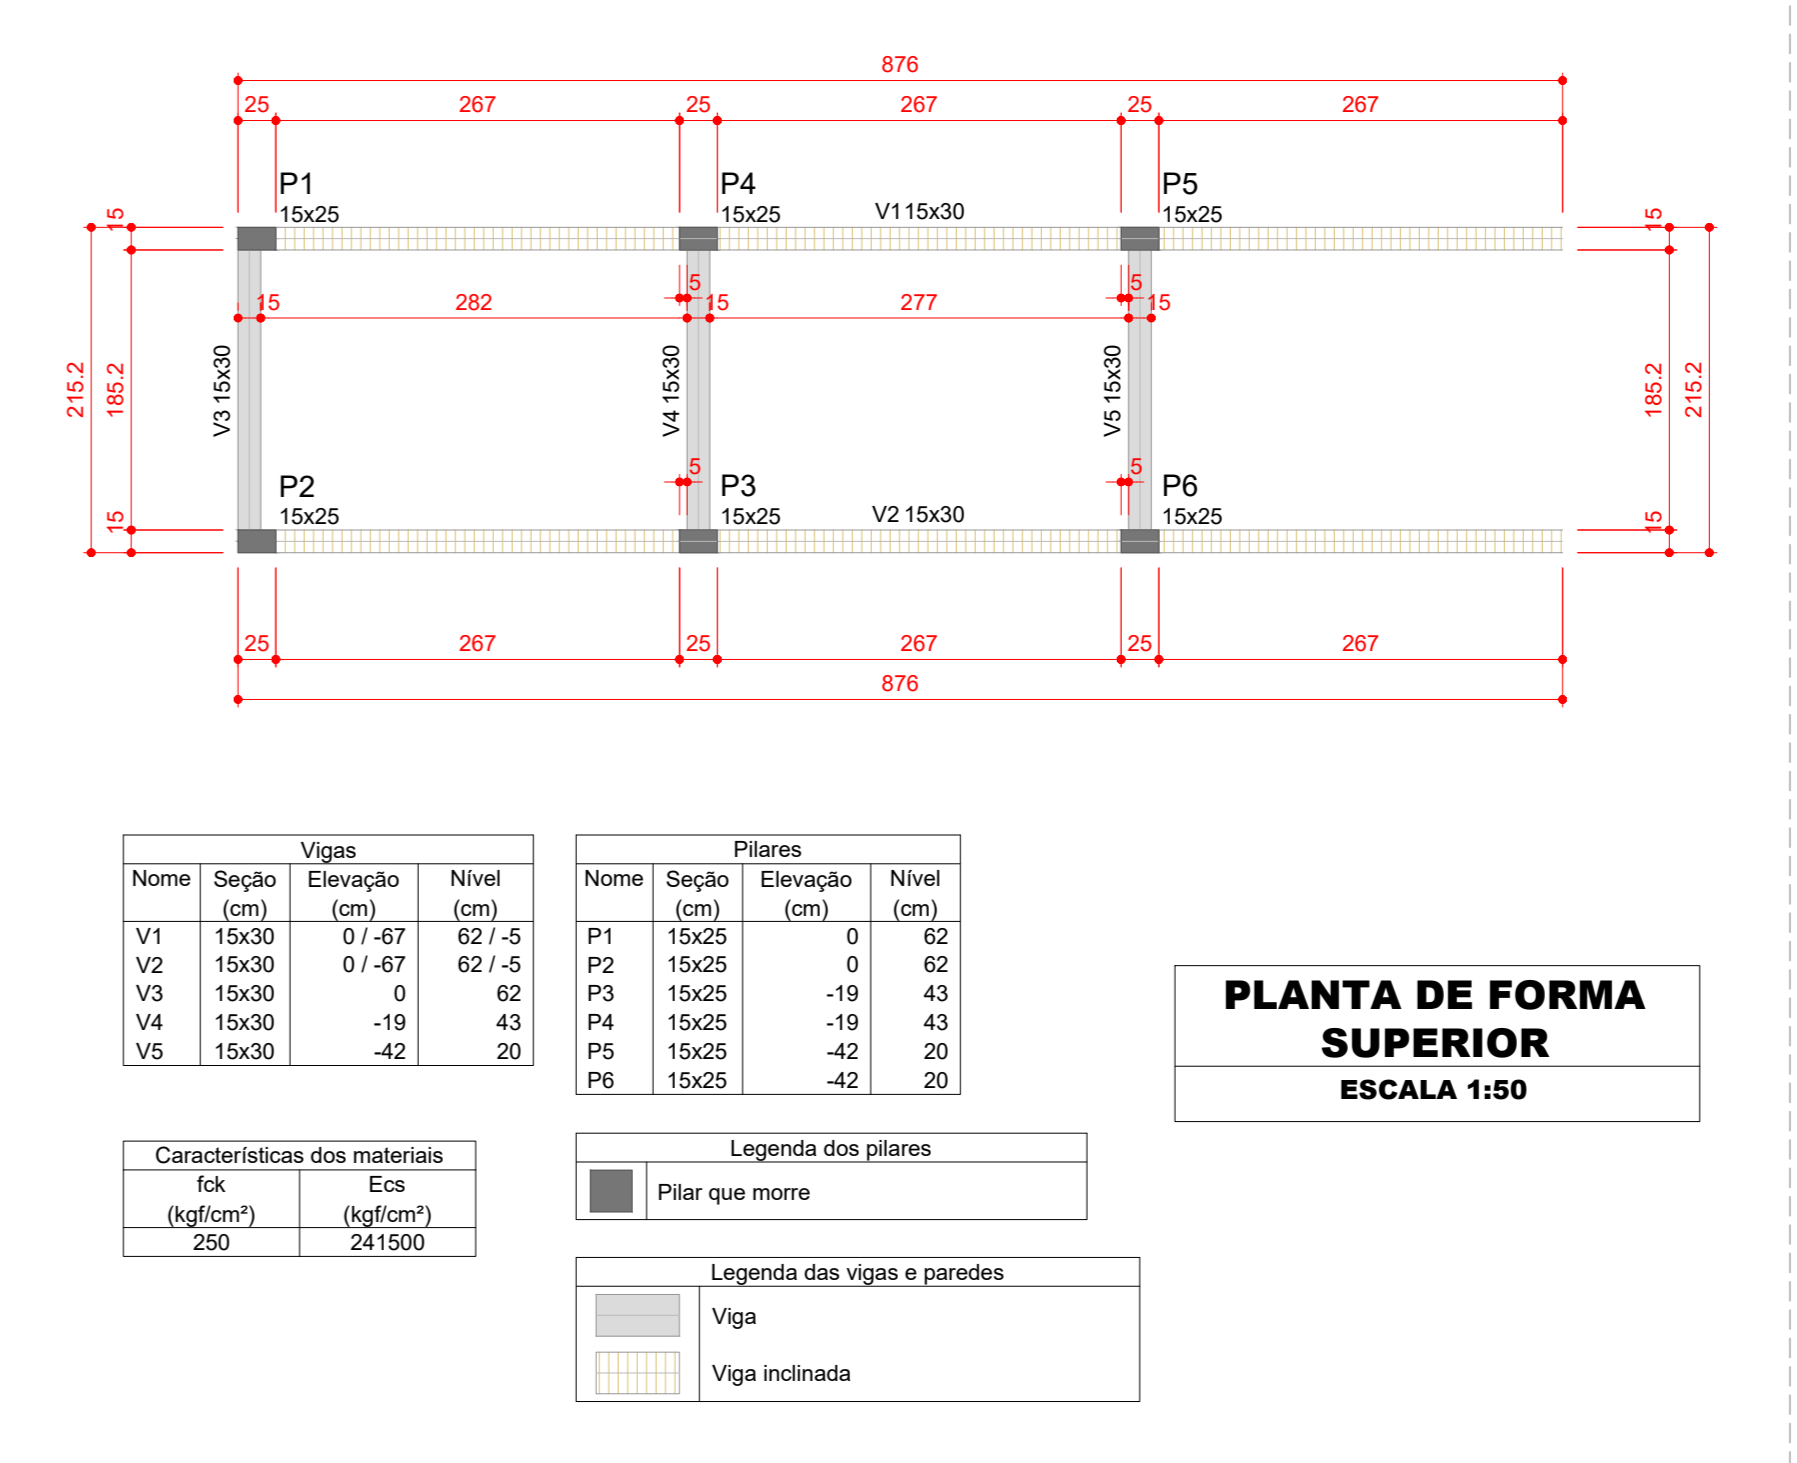 876
25 267 25 267 25 267
P1 P4 P5
15x25 15x25 V1 15x30 15x25
15 15
5 5
15 282 15 277 15
215.2 185.2 V3 15x30 V4 15x30 V5 15x30 185.2 215.2
5 5
P2 P3 P6
15x25 15x25 V2 15x30 15x25
15 15
25 267 25 267 25 267
876
Vigas
Nome Seção Elevação Nível
(cm) (cm) (cm)
V1 15x30 0 / -67 62 / -5
V2 15x30 0 / -67 62 / -5
V3 15x30 0 62
V4 15x30 -19 43
V5 15x30 -42 20
Pilares
Nome Seção Elevação Nível
(cm) (cm) (cm)
P1 15x25 0 62
P2 15x25 0 62
P3 15x25 -19 43
P4 15x25 -19 43
P5 15x25 -42 20
P6 15x25 -42 20
PLANTA DE FORMA
SUPERIOR
ESCALA 1:50
Características dos materiais
fck Ecs
(kgf/cm²) (kgf/cm²)
250 241500
Legenda dos pilares
Pilar que morre
Legenda das vigas e paredes
Viga
Viga inclinada